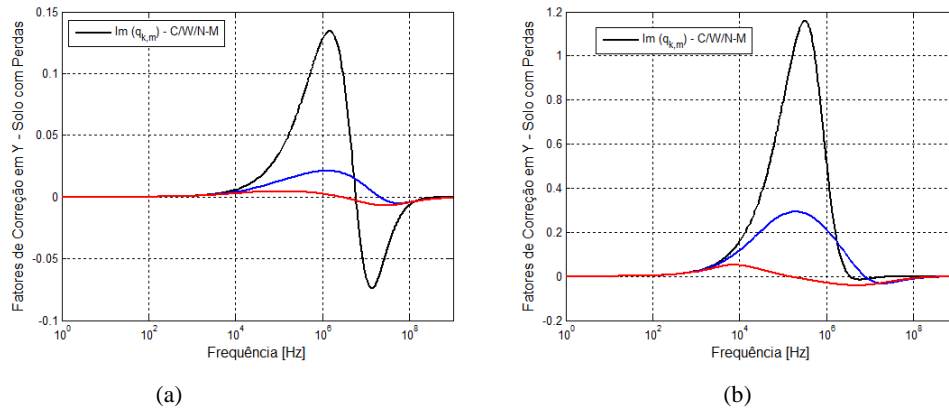 Im (qk,m) - C/W/N-M
Fatores de Correção em Y - Solo com Perdas
0.15
0.1
0.05
0
-0.05
-0.1
10^0 10^2 10^4 10^6 10^8
Frequência [Hz]
(a)
Im (qk,m) - C/W/N-M
Fatores de Correção em Y - Solo com Perdas
1.2
1
0.8
0.6
0.4
0.2
0
-0.2
10^0 10^2 10^4 10^6 10^8
Frequência [Hz]
(b)